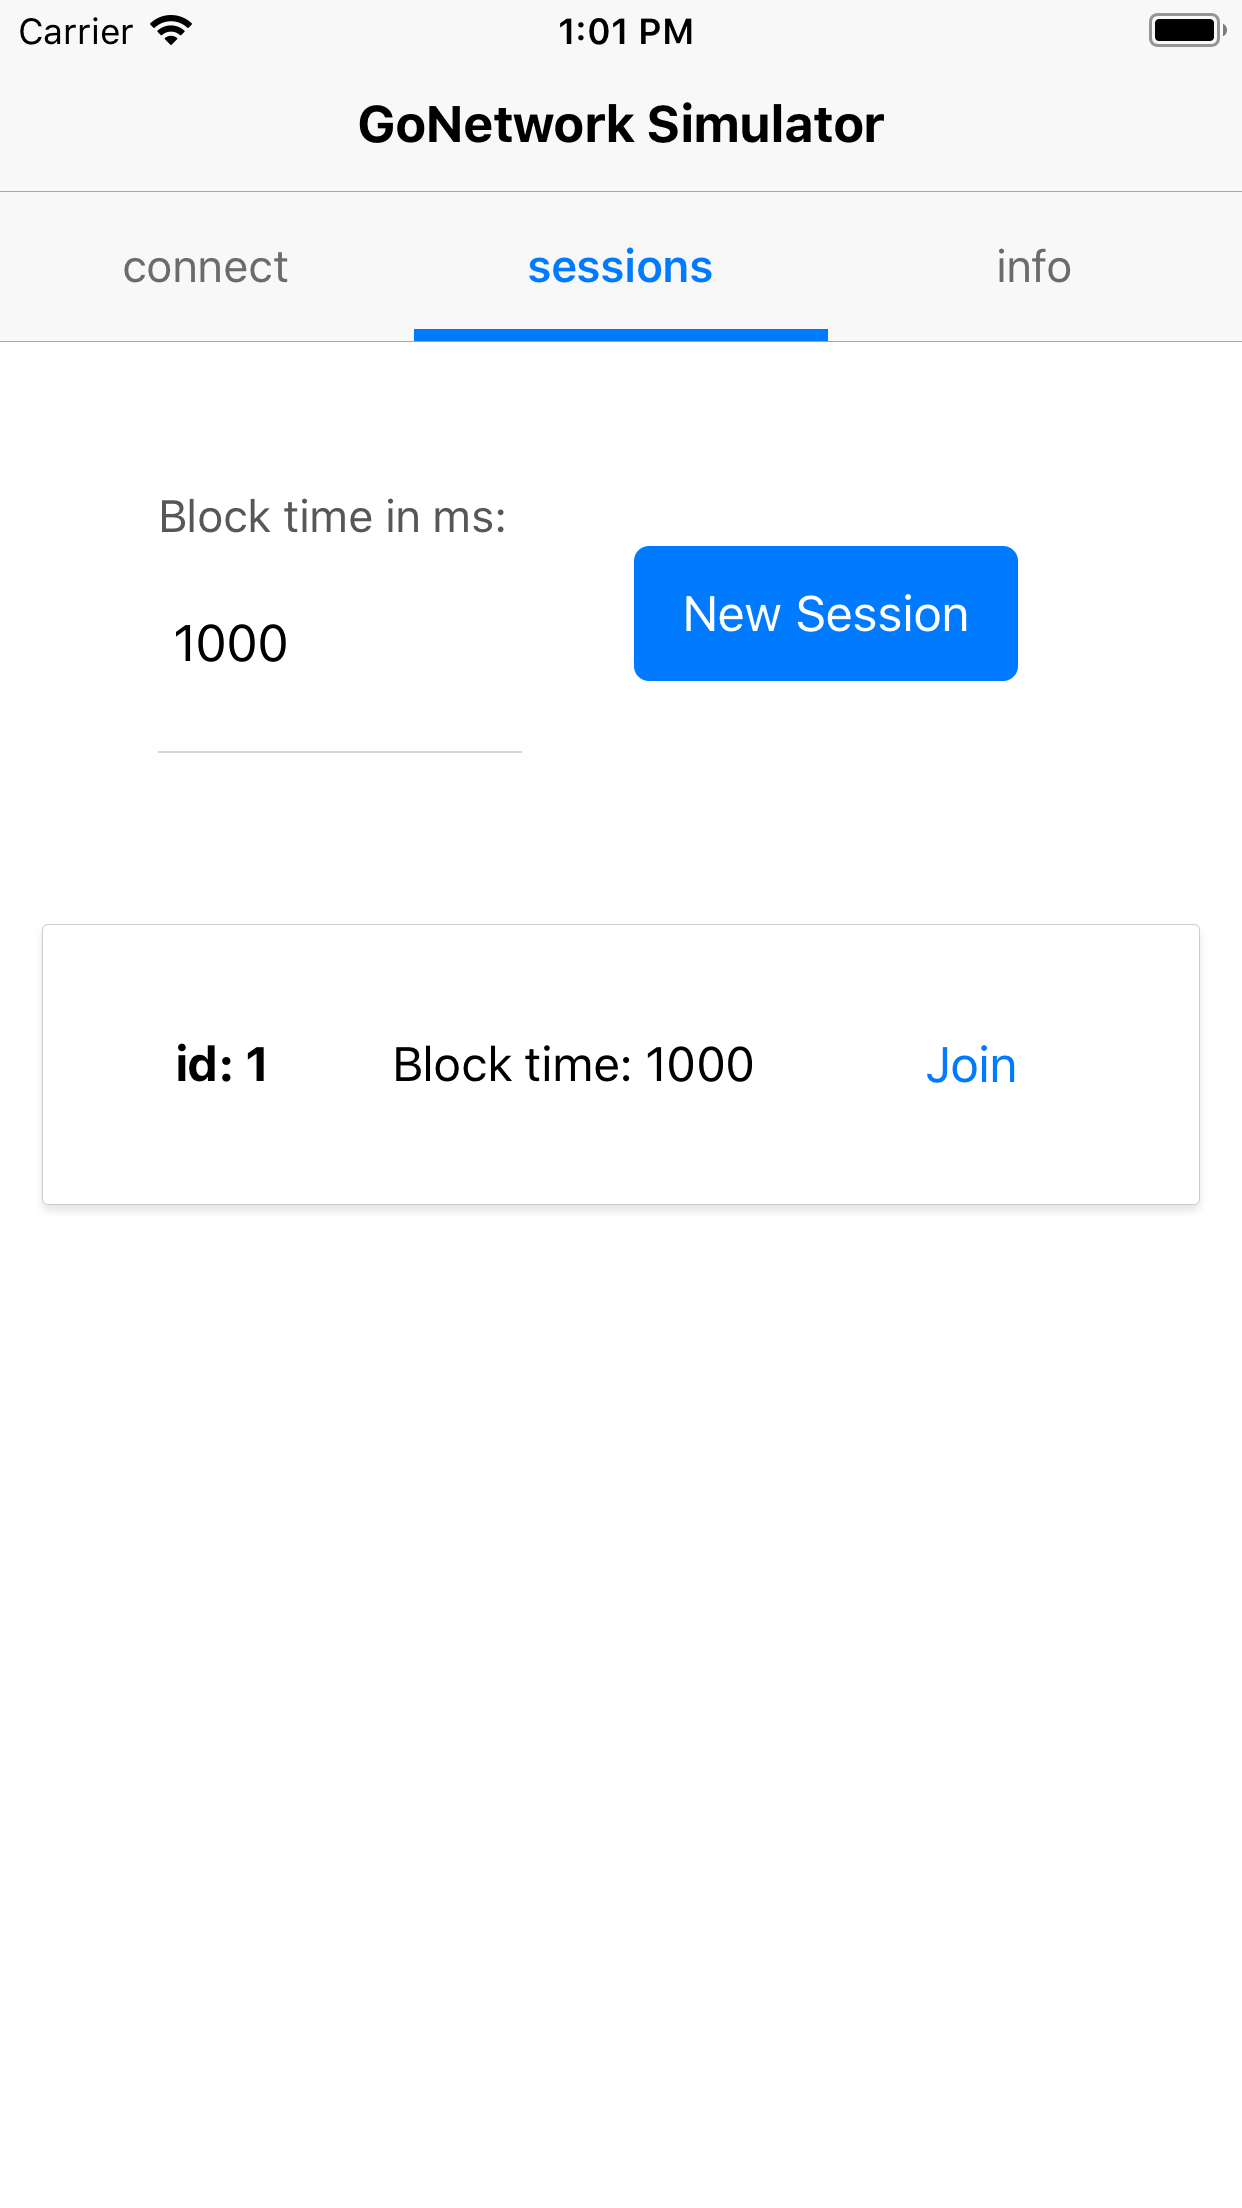 Carrier 1:01 PM
GoNetwork Simulator
connect sessions info
Block time in ms:
New Session
1000
id: 1 Block time: 1000 Join